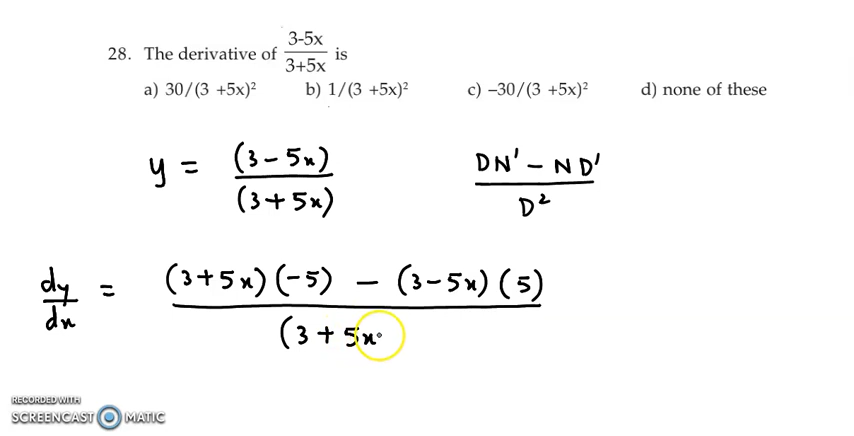 28. The derivative of 3-5x/3+5x is
a) 30/(3 +5x)² b) 1/(3 +5x)² c) –30/(3 +5x)² d) none of these
y = (3 – 5x)/(3 + 5x) DN' – ND'/D²
dy/dx = (3 + 5x)(–5) – (3 – 5x)(5)/(3 + 5x
RECORDED WITH
SCREENCAST MATIC